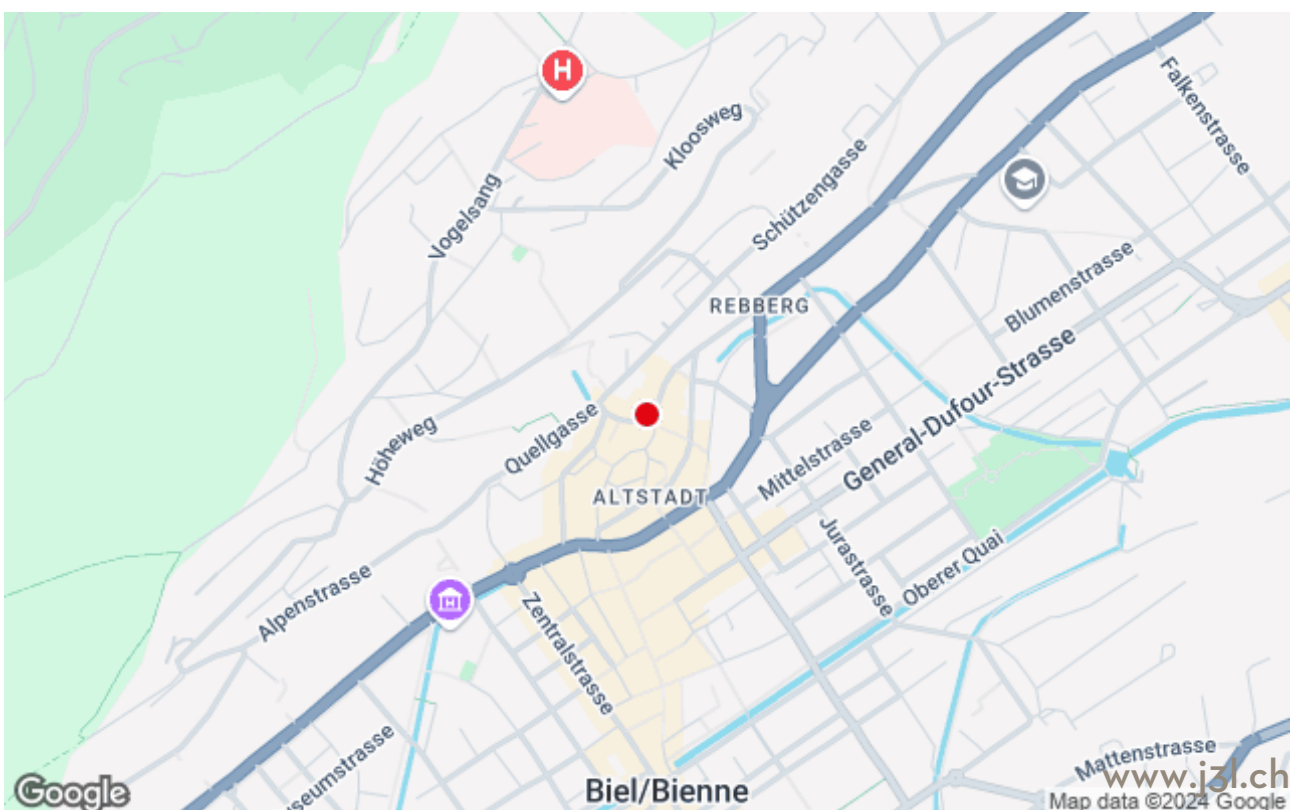 H
Falkenstrasse
Kloosweg
Schützengasse
Vogelsang
Blumenstrasse
REBBERG
General-Dufour-Strasse
Höheweg
Quellgasse
Mittelstrasse
ALTSTADT
Jurastrasse
Oberer Quai
Alpenstrasse
Zentralstrasse
Mattenstrasse
useumstrasse
Biel/Bienne
www.j3l.ch
Google
Map data ©2024 Google